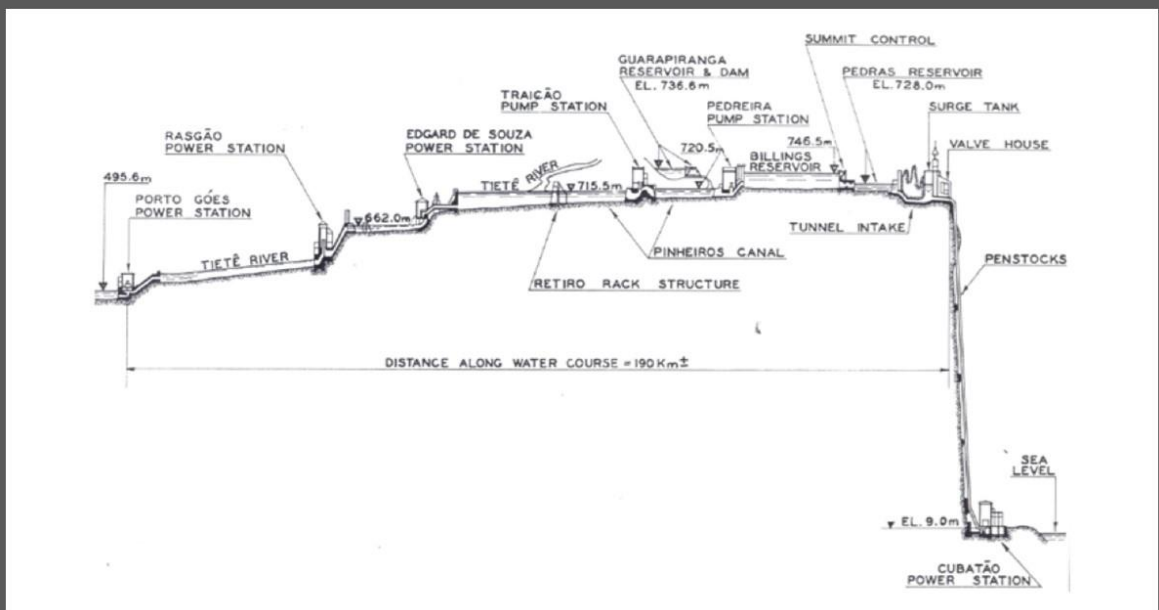 SUMMIT CONTROL
GUARAPIRANGA
RESERVOIR & DAM
EL. 736.6m
PEDRAS RESERVOIR
EL. 728.0m
TRAIÇÃO
PUMP STATION
PEDREIRA
PUMP STATION
SURGE TANK
RASGÃO
POWER STATION
EDGARD DE SOUZA
POWER STATION
720.5m
746.5m
BILLINGS
RESERVOIR
VALVE HOUSE
495.6m
PORTO GÓES
POWER STATION
TIETÊ RIVER
715.5m
662.0m
TUNNEL INTAKE
TIETÊ RIVER
PINHEIROS CANAL
PENSTOCKS
RETIRO RACK STRUCTURE
DISTANCE ALONG WATER COURSE = 190 Km ±
SEA
LEVEL
EL. 9.0m
CUBATÃO
POWER STATION